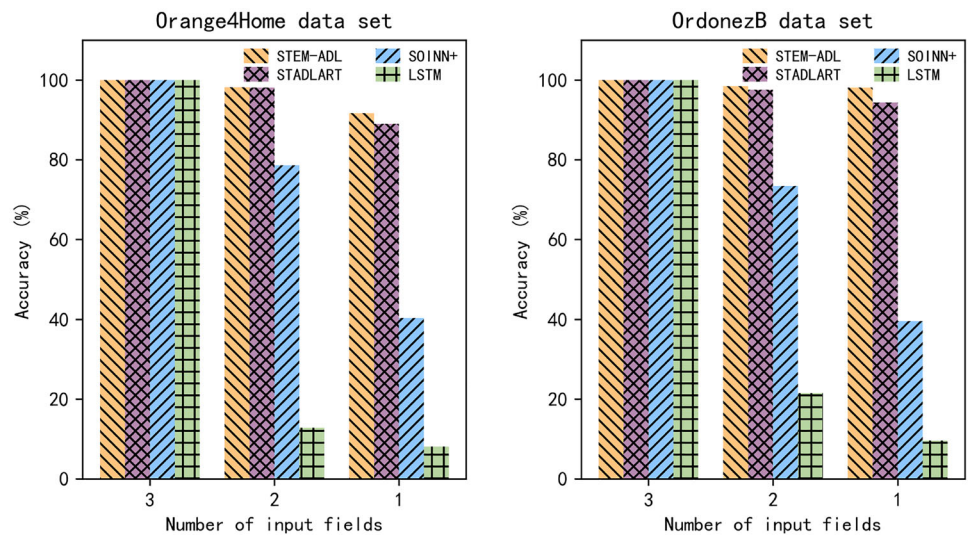 Orange4Home data set
STEM-ADL
STADLART
SOINN+
LSTM
Accuracy (%)
100
80
60
40
20
0
3
2
1
Number of input fields
OrdonezB data set
STEM-ADL
STADLART
SOINN+
LSTM
Accuracy (%)
100
80
60
40
20
0
3
2
1
Number of input fields